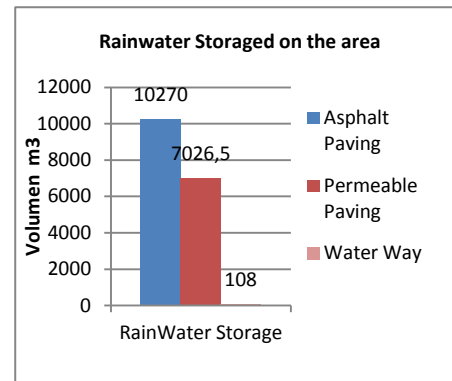 Rainwater Storaged on the area
Volumen m3
12000
10000
8000
6000
4000
2000
0
10270
7026,5
108
RainWater Storage
Asphalt
Paving
Permeable
Paving
Water Way